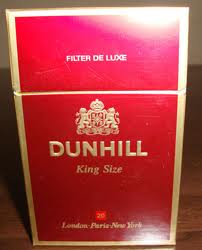 FILTER DE LUXE
DUNHILL
King Size
20
London·Paris·New York